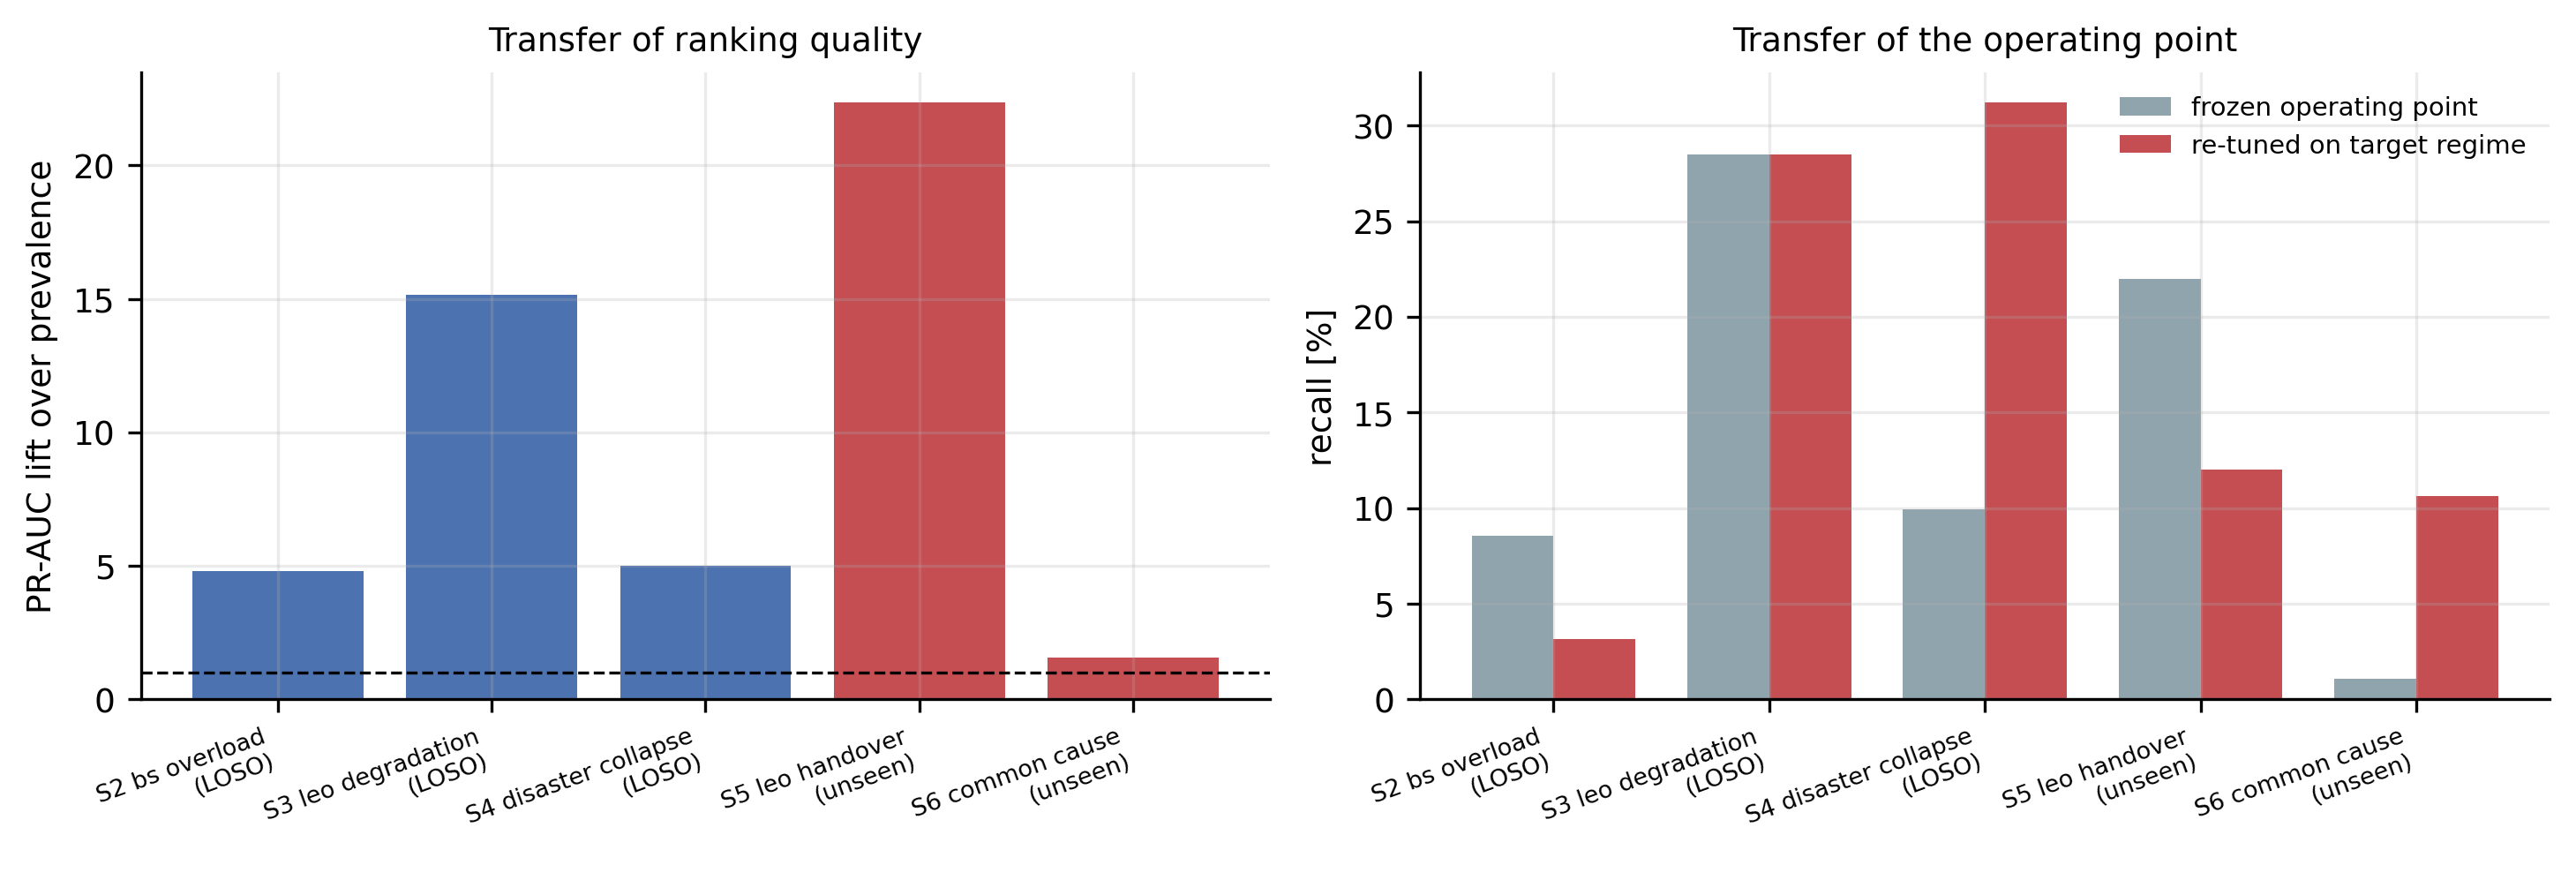 Transfer of ranking quality
PR-AUC lift over prevalence
20
15
10
5
0
S2 bs overload
(LOSO)
S3 leo degradation
(LOSO)
S4 disaster collapse
(LOSO)
S5 leo handover
(unseen)
S6 common cause
(unseen)
Transfer of the operating point
recall [%]
30
25
20
15
10
5
0
frozen operating point
re-tuned on target regime
S2 bs overload
(LOSO)
S3 leo degradation
(LOSO)
S4 disaster collapse
(LOSO)
S5 leo handover
(unseen)
S6 common cause
(unseen)